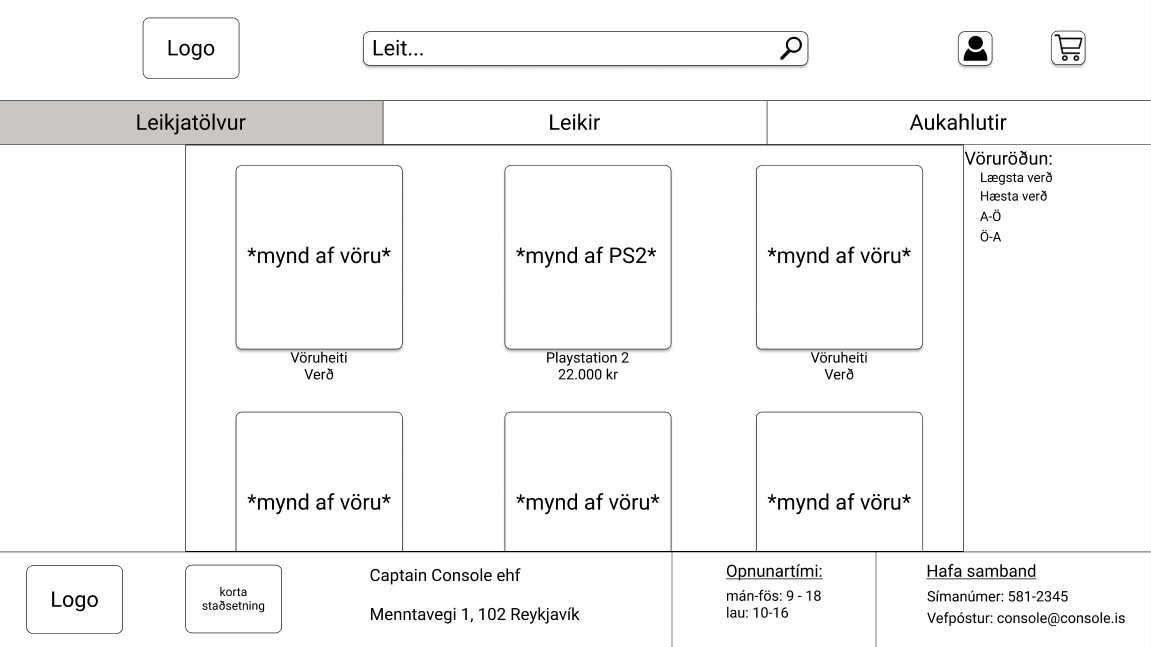 Logo
Leit...
Leikjatölvur
Leikir
Aukahlutir
Vöruröðun:
Lægsta verð
Hæsta verð
A-Ö
Ö-A
*mynd af vöru*
*mynd af PS2*
*mynd af vöru*
Vöruheiti
Verð
Playstation 2
22.000 kr
Vöruheiti
Verð
*mynd af vöru*
*mynd af vöru*
*mynd af vöru*
Logo
korta
staðsetning
Captain Console ehf
Menntavegi 1, 102 Reykjavík
Opnunartími:
mán-fös: 9 - 18
lau: 10-16
Hafa samband
Símanúmer: 581-2345
Vefpóstur: console@console.is